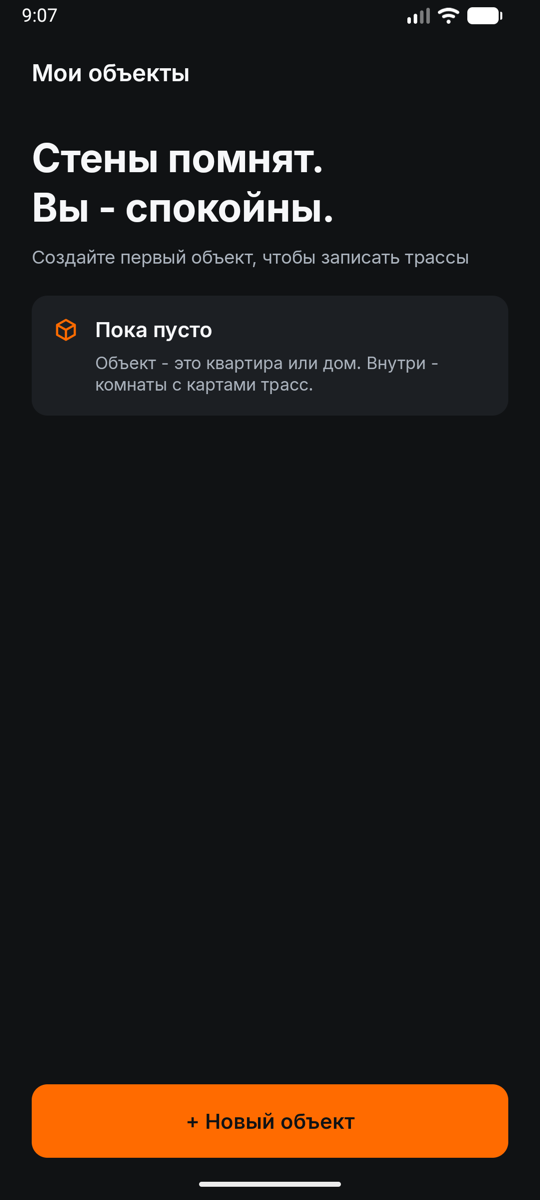 9:07
Мои объекты
Стены помнят.
Вы - спокойны.
Создайте первый объект, чтобы записать трассы
Пока пусто
Объект - это квартира или дом. Внутри -
комнаты с картами трасс.
+ Новый объект